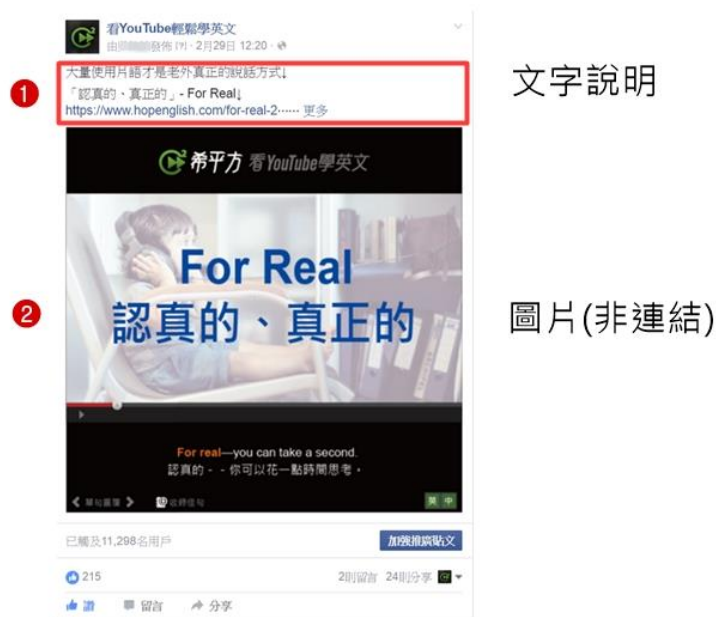 看YouTube輕鬆學英文
發佈 [?] · 2月29日 12:20 ·
大量使用片語才是老外真正的說話方式↓
1
文字說明
「認真的、真正的」- For Real↓
https://www.hopenglish.com/for-real-2…… 更多
希平方 看YouTube學英文
For Real
認真的、真正的
2
圖片(非連結)
For real—you can take a second.
認真的 - - 你可以花一點時間思考。
英 中
已觸及11,298名用戶
加強推廣貼文
215
2則留言 24則分享
讚 留言 分享